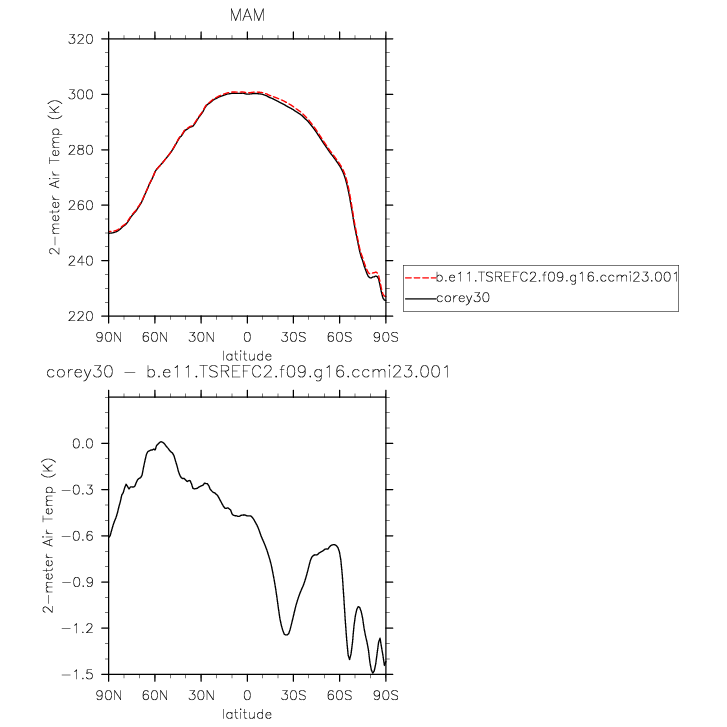 MAM
320
300
280
260
240
220
2-meter Air Temp (K)
90N 60N 30N 0 30S 60S 90S
latitude
b.e11.TSREFC2.f09.g16.ccmi23.001
corey30
corey30 − b.e11.TSREFC2.f09.g16.ccmi23.001
0.0
−0.3
−0.6
−0.9
−1.2
−1.5
2-meter Air Temp (K)
90N 60N 30N 0 30S 60S 90S
latitude